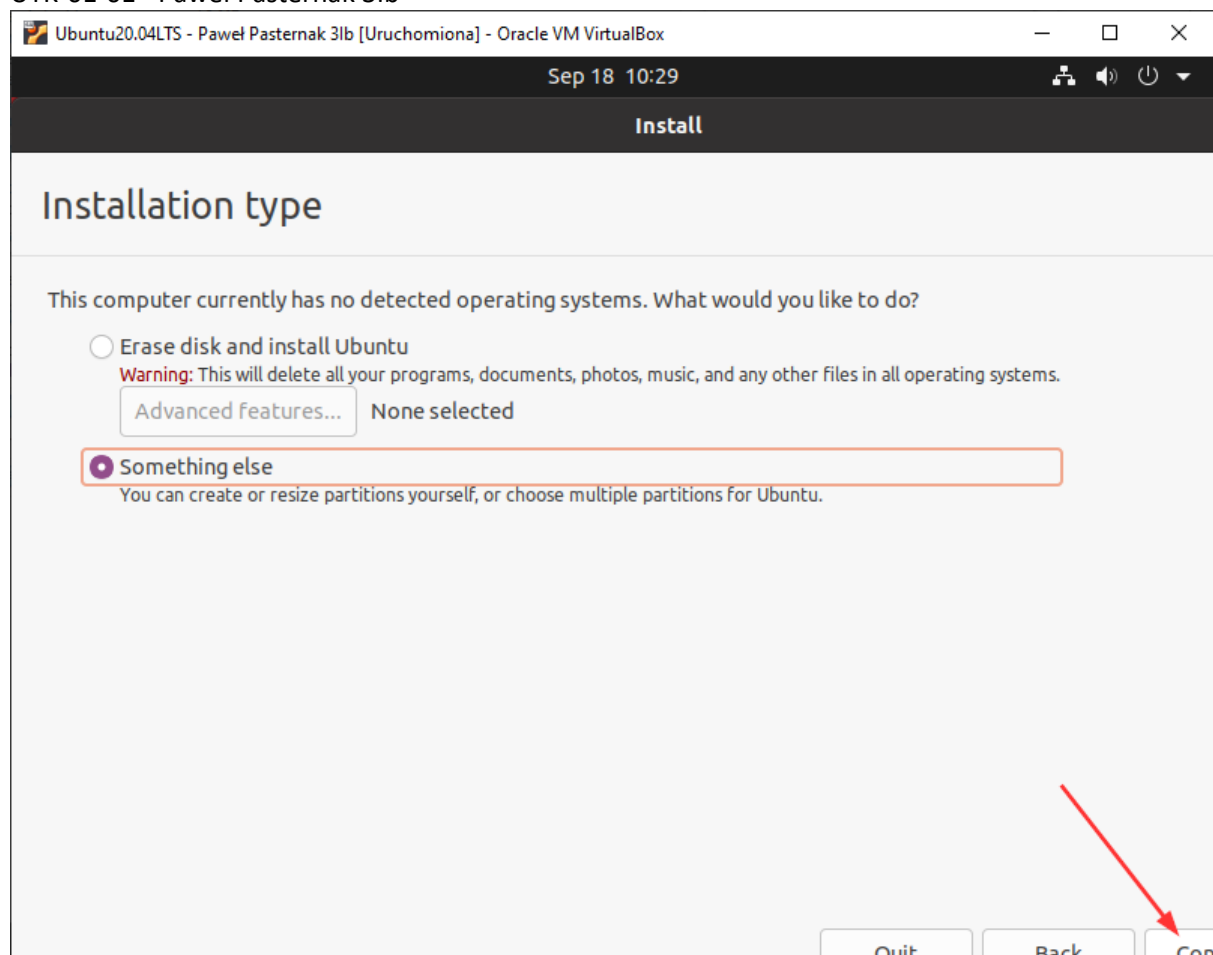 Ubuntu20.04LTS - Paweł Pasternak 3lb [Uruchomiona] - Oracle VM VirtualBox
Sep 18 10:29
Install
Installation type
This computer currently has no detected operating systems. What would you like to do?
Erase disk and install Ubuntu
Warning: This will delete all your programs, documents, photos, music, and any other files in all operating systems.
Advanced features... None selected
Something else
You can create or resize partitions yourself, or choose multiple partitions for Ubuntu.
Quit Back Con